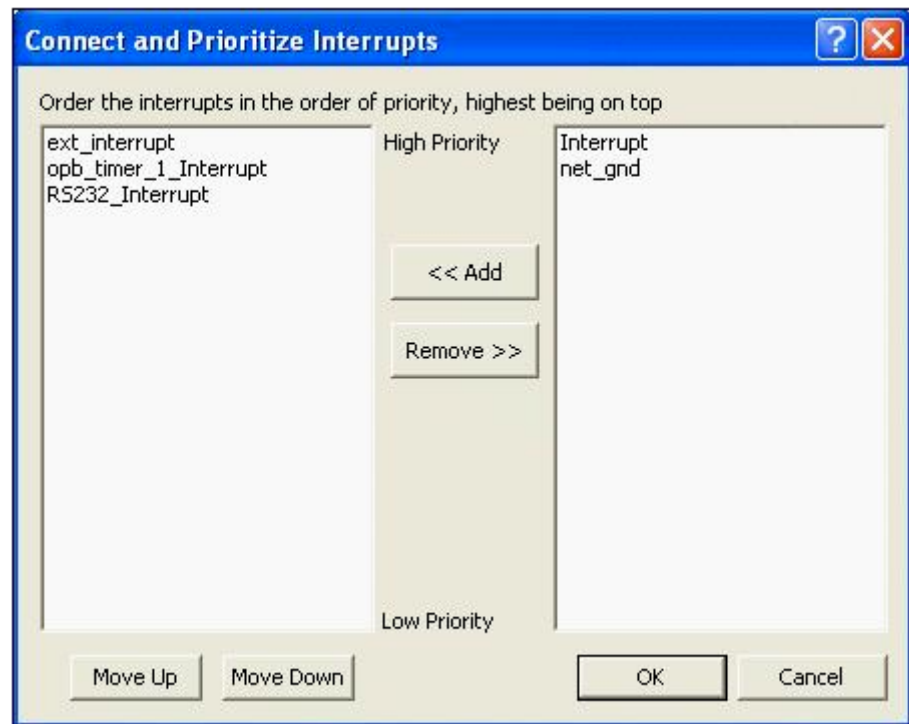 Connect and Prioritize Interrupts
Order the interrupts in the order of priority, highest being on top
ext_interrupt
opb_timer_1_Interrupt
RS232_Interrupt
High Priority
<< Add
Remove >>
Low Priority
Interrupt
net_gnd
Move Up
Move Down
OK
Cancel